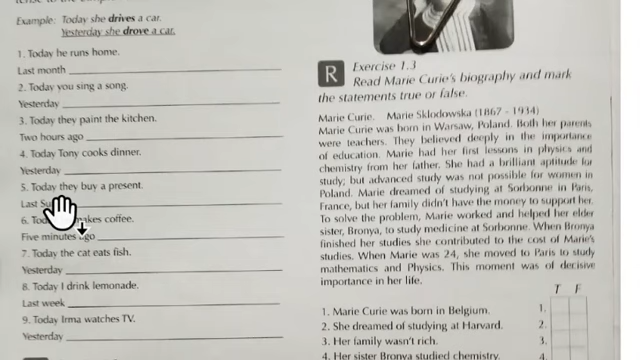 Example: Today she drives a car.
Yesterday she drove a car.
1. Today he runs home.
Last month
2. Today you sing a song.
Yesterday
3. Today they paint the kitchen.
Two hours ago
4. Today Tony cooks dinner.
Yesterday
5. Today they buy a present.
Last
6. makes coffee.
Five minutes ago
7. Today the cat eats fish.
Yesterday
8. Today I drink lemonade.
Last week
9. Today Irma watches TV.
Yesterday
R
Exercise 1.3
Read Marie Curie's biography and mark
the statements true or false.
Marie Curie. Marie Sklodowska (1867 - 1934)
Marie Curie was born in Warsaw, Poland. Both her parents
were teachers. They believed deeply in the importance
of education. Marie had her first lessons in physics and
chemistry from her father. She had a brilliant aptitude for
study; but advanced study was not possible for women in
Poland. Marie dreamed of studying at Sorbonne in Paris,
France, but her family didn't have the money to support her.
To solve the problem, Marie worked and helped her elder
sister, Bronya, to study medicine at Sorbonne. When Bronya
finished her studies she contributed to the cost of Marie's
studies. When Marie was 24, she moved to Paris to study
mathematics and Physics. This moment was of decisive
importance in her life.
T F
1. Marie Curie was born in Belgium. 1.
2. She dreamed of studying at Harvard. 2.
3. Her family wasn't rich. 3.
4. Her sister Bronya studied chemistry. 4.